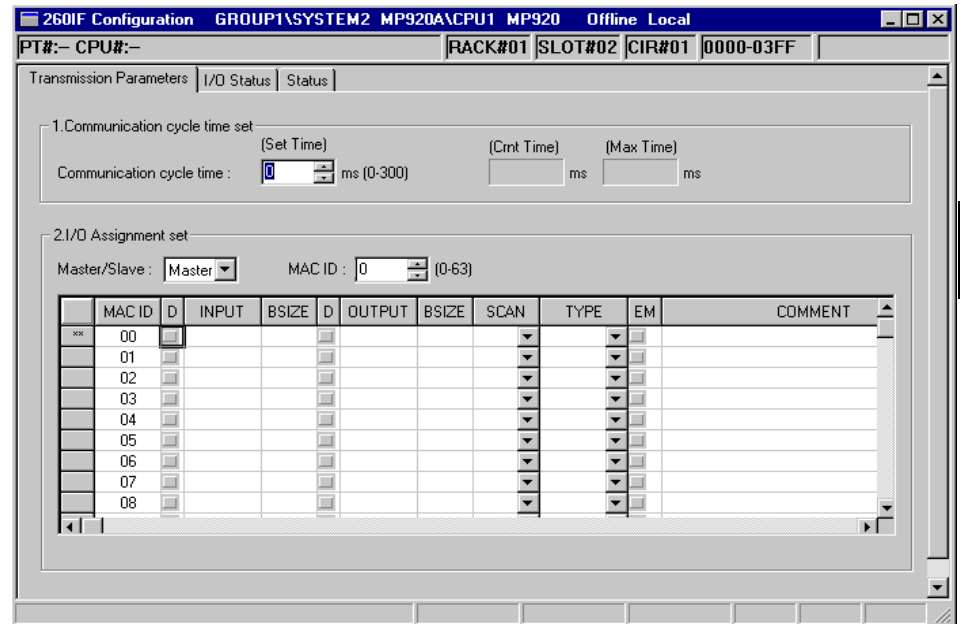 260IF Configuration GROUP1\SYSTEM2 MP920A\CPU1 MP920 Offline Local
PT#:– CPU#:– RACK#01 SLOT#02 CIR#01 0000-03FF
Transmission Parameters I/O Status Status
1.Communication cycle time set
(Set Time) (Crnt Time) (Max Time)
Communication cycle time : 0 ms (0-300) ms ms
2.I/O Assignment set
Master/Slave : Master MAC ID : 0 (0-63)
MAC ID D INPUT BSIZE D OUTPUT BSIZE SCAN TYPE EM COMMENT
** 00
01
02
03
04
05
06
07
08